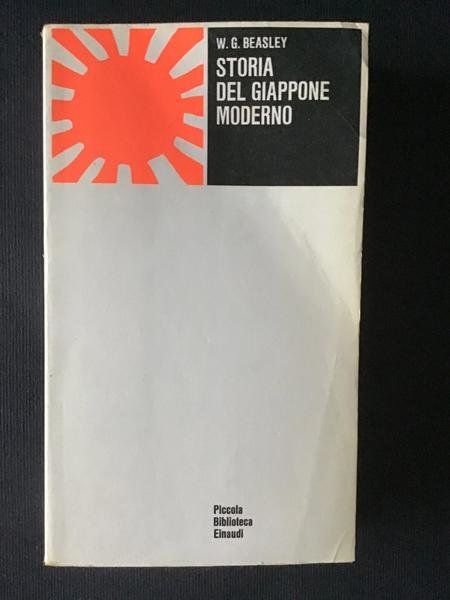 W. G. BEASLEY
STORIA
DEL GIAPPONE
MODERNO
Piccola
Biblioteca
Einaudi